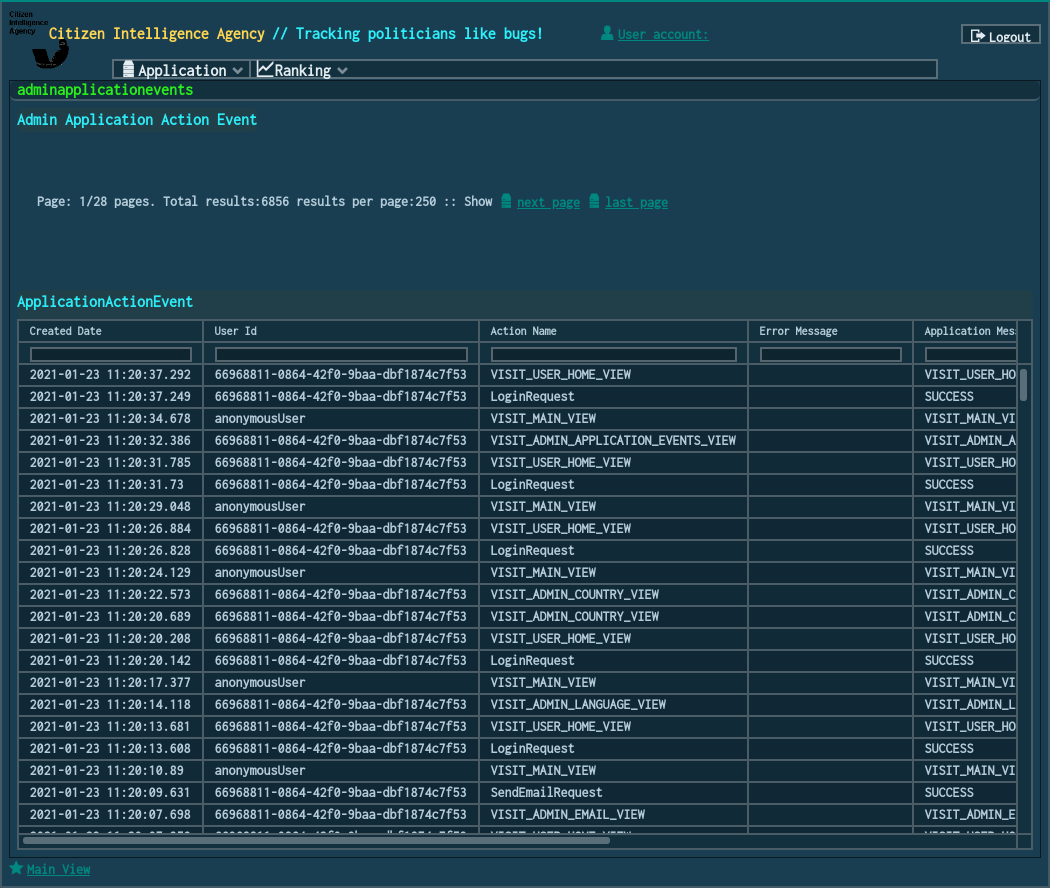 Citizen
Intelligence
Agency
Citizen Intelligence Agency // Tracking politicians like bugs!
User account:
Logout
Application Ranking
adminapplicationevents
Admin Application Action Event
Page: 1/28 pages. Total results:6856 results per page:250 :: Show next page last page
ApplicationActionEvent
Created Date User Id Action Name Error Message Application Mes
2021-01-23 11:20:37.292 66968811-0864-42f0-9baa-dbf1874c7f53 VISIT_USER_HOME_VIEW VISIT_USER_HO
2021-01-23 11:20:37.249 66968811-0864-42f0-9baa-dbf1874c7f53 LoginRequest SUCCESS
2021-01-23 11:20:34.678 anonymousUser VISIT_MAIN_VIEW VISIT_MAIN_VI
2021-01-23 11:20:32.386 66968811-0864-42f0-9baa-dbf1874c7f53 VISIT_ADMIN_APPLICATION_EVENTS_VIEW VISIT_ADMIN_A
2021-01-23 11:20:31.785 66968811-0864-42f0-9baa-dbf1874c7f53 VISIT_USER_HOME_VIEW VISIT_USER_HO
2021-01-23 11:20:31.73 66968811-0864-42f0-9baa-dbf1874c7f53 LoginRequest SUCCESS
2021-01-23 11:20:29.048 anonymousUser VISIT_MAIN_VIEW VISIT_MAIN_VI
2021-01-23 11:20:26.884 66968811-0864-42f0-9baa-dbf1874c7f53 VISIT_USER_HOME_VIEW VISIT_USER_HO
2021-01-23 11:20:26.828 66968811-0864-42f0-9baa-dbf1874c7f53 LoginRequest SUCCESS
2021-01-23 11:20:24.129 anonymousUser VISIT_MAIN_VIEW VISIT_MAIN_VI
2021-01-23 11:20:22.573 66968811-0864-42f0-9baa-dbf1874c7f53 VISIT_ADMIN_COUNTRY_VIEW VISIT_ADMIN_C
2021-01-23 11:20:20.689 66968811-0864-42f0-9baa-dbf1874c7f53 VISIT_ADMIN_COUNTRY_VIEW VISIT_ADMIN_C
2021-01-23 11:20:20.208 66968811-0864-42f0-9baa-dbf1874c7f53 VISIT_USER_HOME_VIEW VISIT_USER_HO
2021-01-23 11:20:20.142 66968811-0864-42f0-9baa-dbf1874c7f53 LoginRequest SUCCESS
2021-01-23 11:20:17.377 anonymousUser VISIT_MAIN_VIEW VISIT_MAIN_VI
2021-01-23 11:20:14.118 66968811-0864-42f0-9baa-dbf1874c7f53 VISIT_ADMIN_LANGUAGE_VIEW VISIT_ADMIN_L
2021-01-23 11:20:13.681 66968811-0864-42f0-9baa-dbf1874c7f53 VISIT_USER_HOME_VIEW VISIT_USER_HO
2021-01-23 11:20:13.608 66968811-0864-42f0-9baa-dbf1874c7f53 LoginRequest SUCCESS
2021-01-23 11:20:10.89 anonymousUser VISIT_MAIN_VIEW VISIT_MAIN_VI
2021-01-23 11:20:09.631 66968811-0864-42f0-9baa-dbf1874c7f53 SendEmailRequest SUCCESS
2021-01-23 11:20:07.698 66968811-0864-42f0-9baa-dbf1874c7f53 VISIT_ADMIN_EMAIL_VIEW VISIT_ADMIN_E
Main View